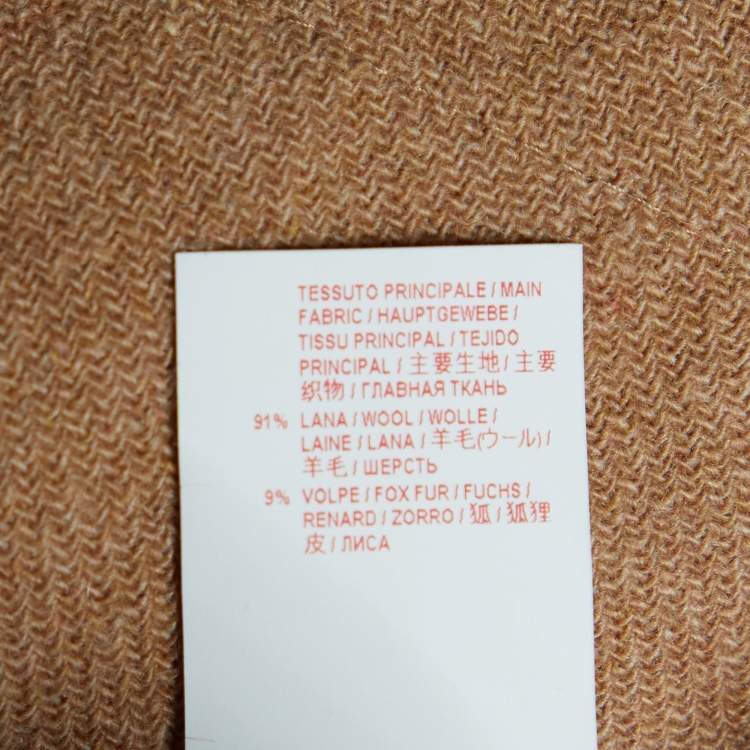 TESSUTO PRINCIPALE / MAIN
FABRIC / HAUPTGEWEBE /
TISSU PRINCIPAL / TEJIDO
PRINCIPAL / 主要生地 / 主要
织物 / ГЛАВНАЯ ТКАНЬ
91% LANA / WOOL / WOLLE /
LAINE / LANA / 羊毛(ウール) /
羊毛 / ШЕРСТЬ
9% VOLPE / FOX FUR / FUCHS /
RENARD / ZORRO / 狐 / 狐狸
皮 / ЛИСА